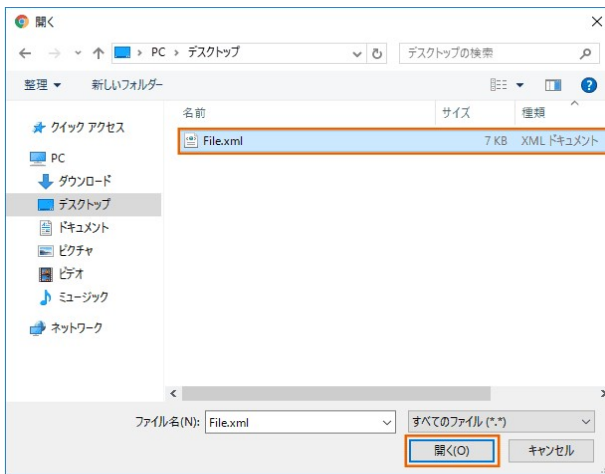 開く
PC > デスクトップ
デスクトップの検索
整理 新しいフォルダー
名前 サイズ 種類
File.xml 7 KB XML ドキュメント
クイック アクセス
PC
ダウンロード
デスクトップ
ドキュメント
ピクチャ
ビデオ
ミュージック
ネットワーク
ファイル名(N): File.xml すべてのファイル (*.*)
開く(O) キャンセル